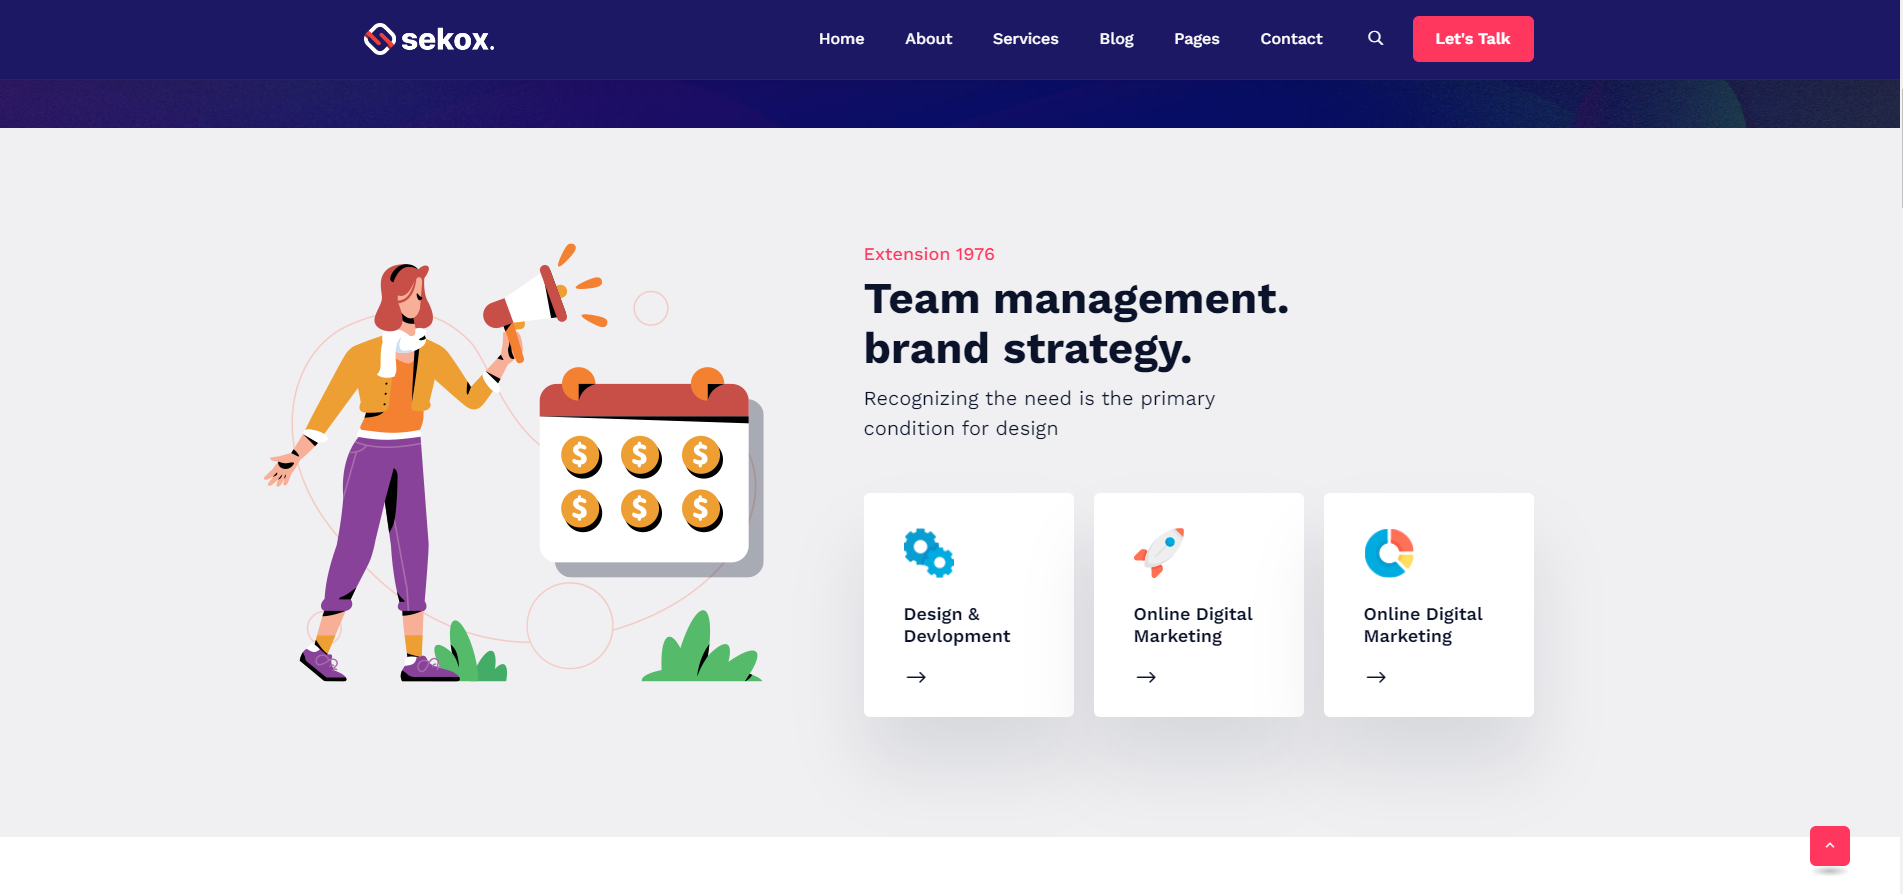 sekox.
Home About Services Blog Pages Contact Let's Talk
Extension 1976
Team management.
brand strategy.
Recognizing the need is the primary
condition for design
$ $ $
$ $ $
Design &
Devlopment
Online Digital
Marketing
Online Digital
Marketing